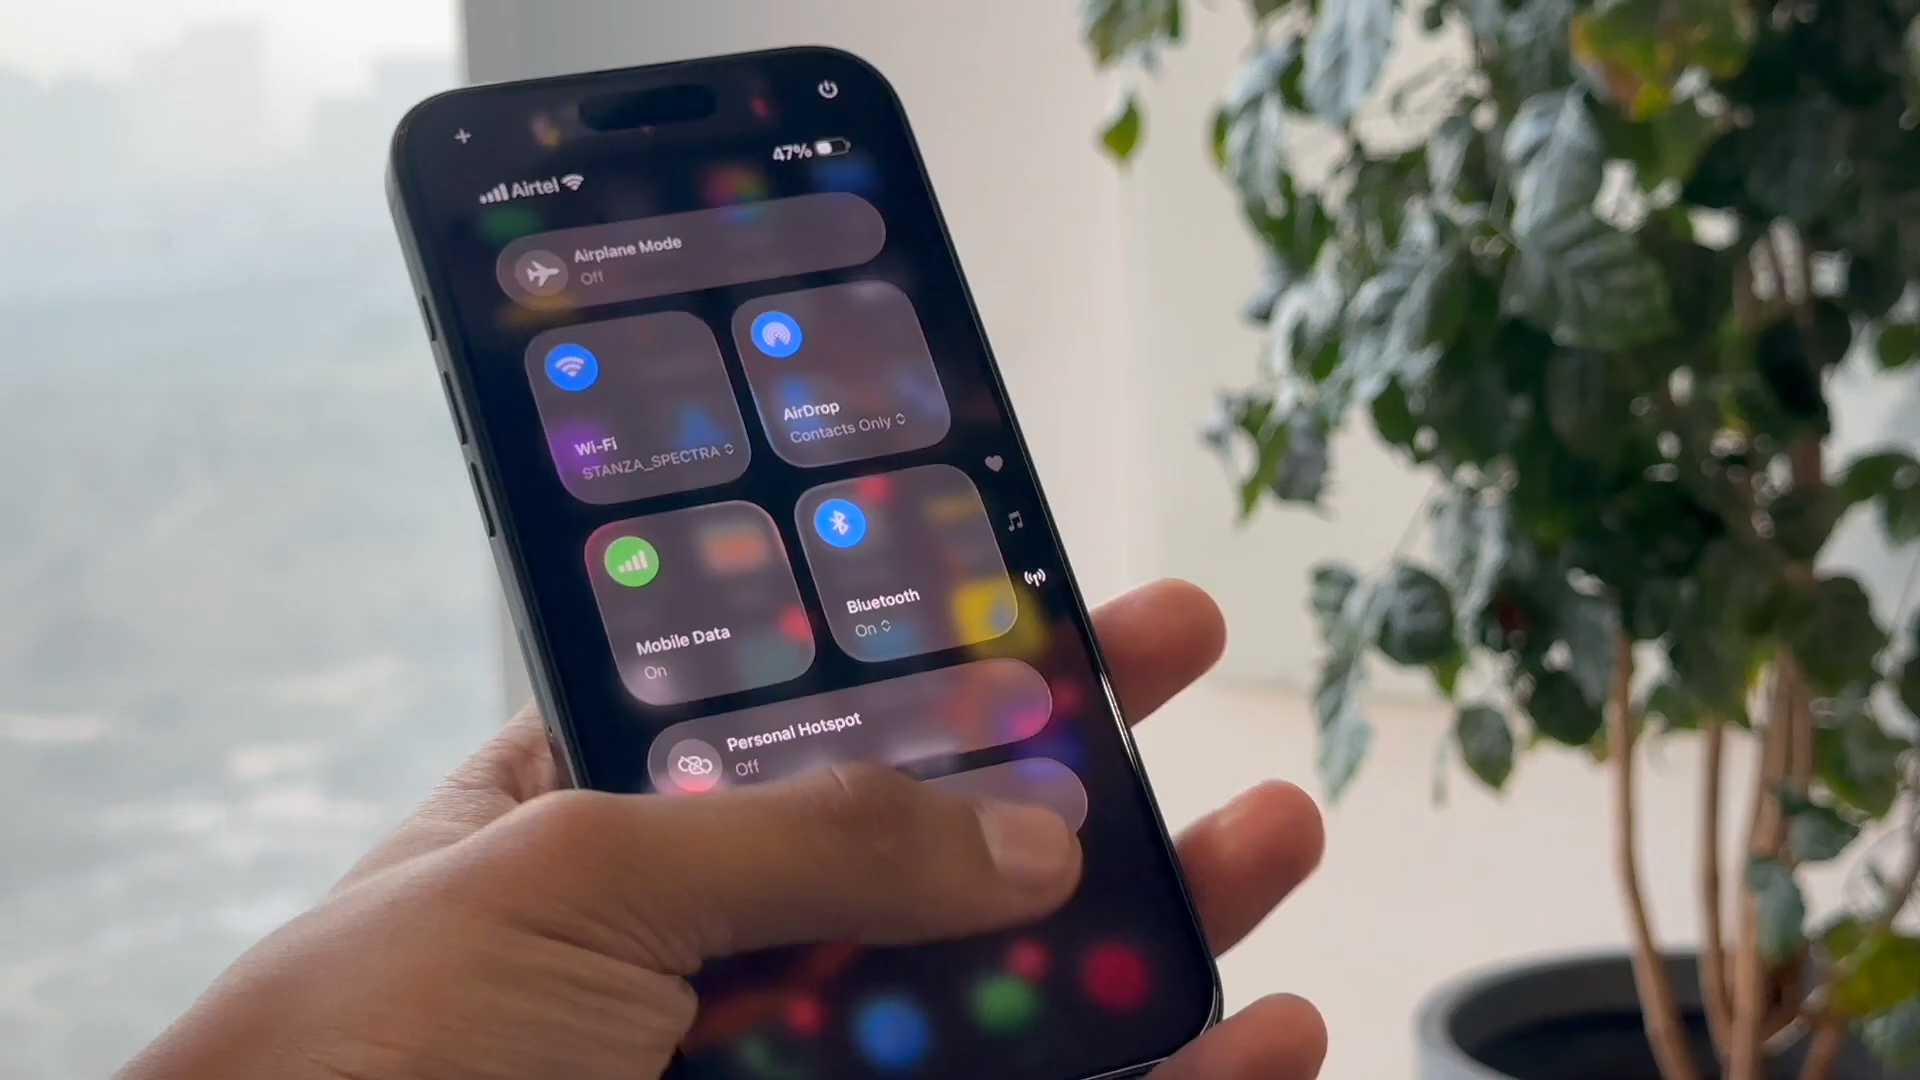 47%
Airtel
Airplane Mode
Off
Wi-Fi
STANZA_SPECTRA
AirDrop
Contacts Only
Mobile Data
On
Bluetooth
On
Personal Hotspot
Off